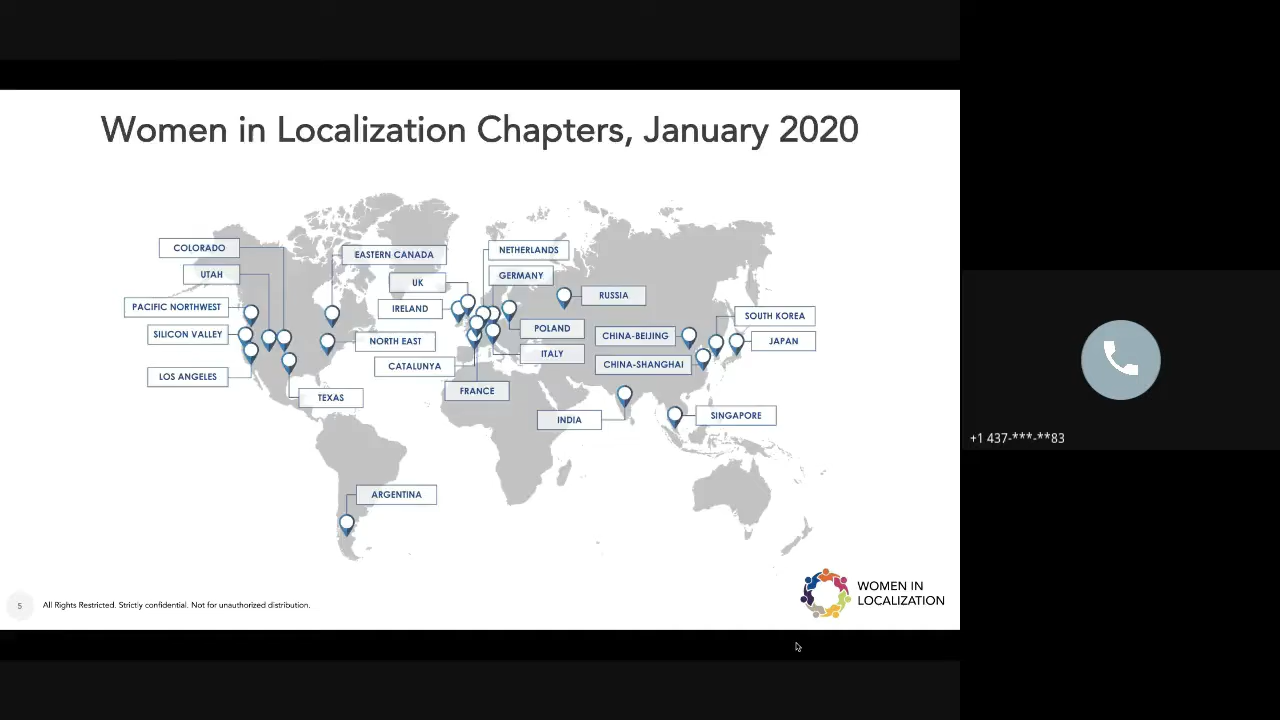 Women in Localization Chapters, January 2020
COLORADO
UTAH
PACIFIC NORTHWEST
SILICON VALLEY
LOS ANGELES
TEXAS
EASTERN CANADA
NORTH EAST
UK
IRELAND
CATALUNYA
FRANCE
NETHERLANDS
GERMANY
POLAND
ITALY
RUSSIA
CHINA-BEIJING
CHINA-SHANGHAI
SOUTH KOREA
JAPAN
INDIA
SINGAPORE
ARGENTINA
5
All Rights Restricted. Strictly confidential. Not for unauthorized distribution.
WOMEN IN
LOCALIZATION
+1 437-***-**83